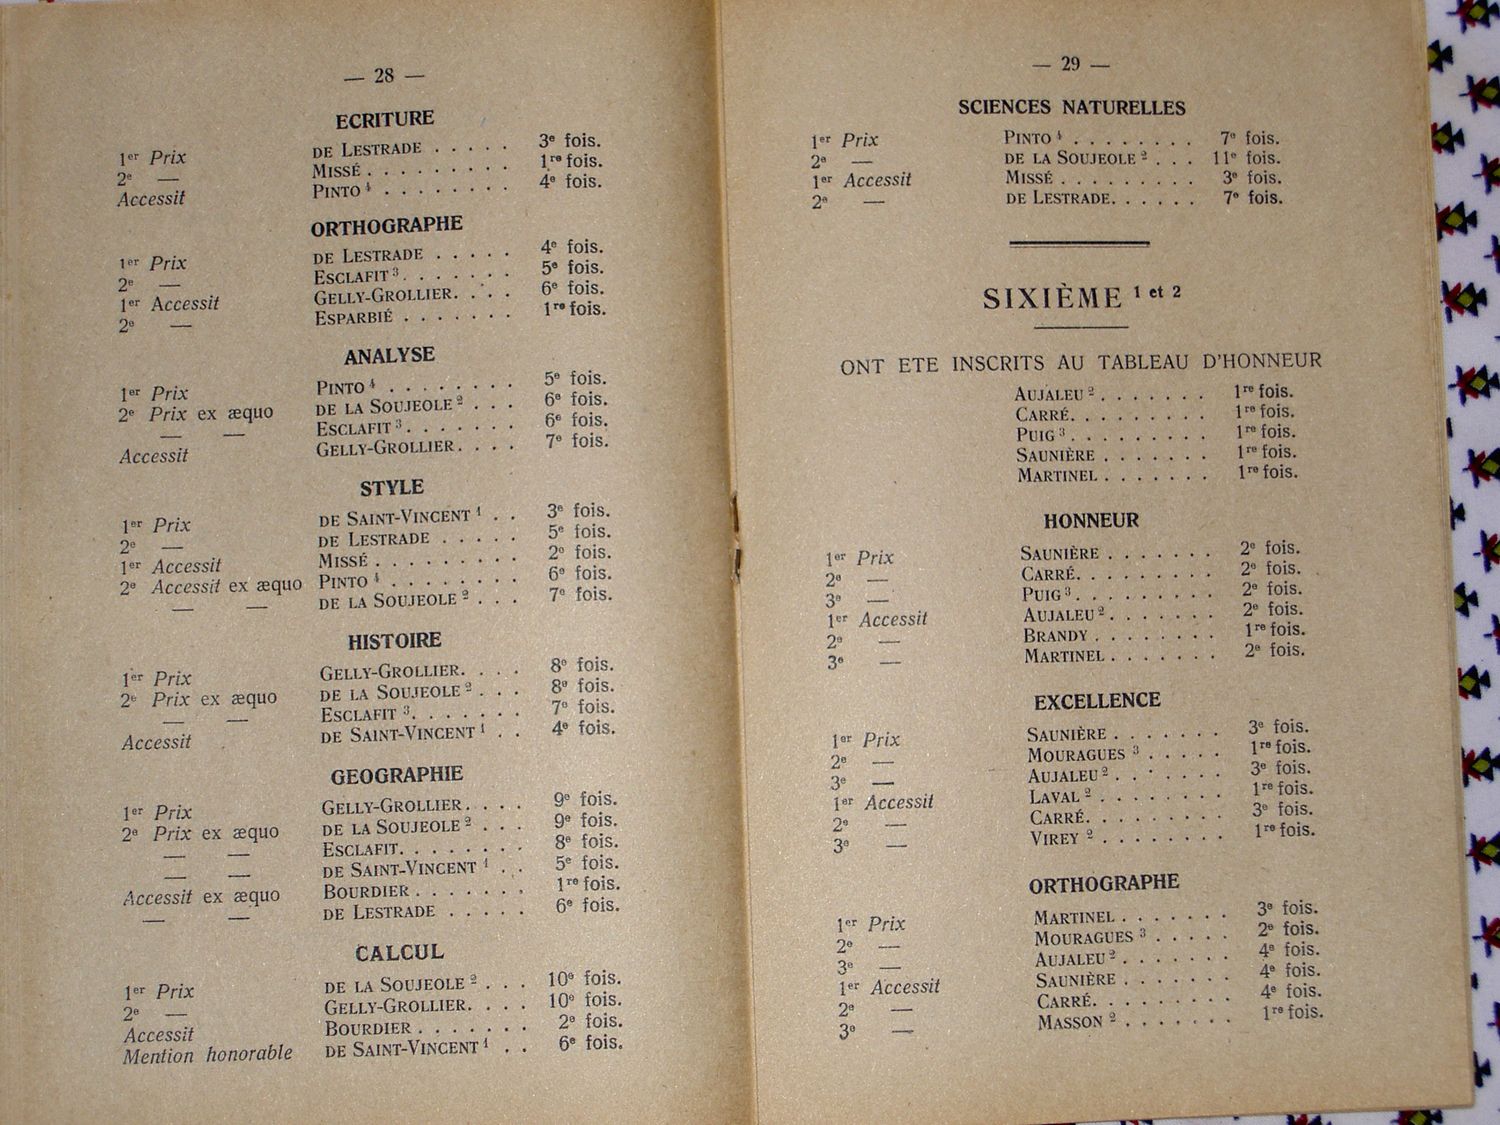 — 28 —
ECRITURE
1er Prix DE LESTRADE . . . . . 3e fois.
2e — MISSÉ . . . . . . . . . 1re fois.
Accessit PINTO 4 . . . . . . . . 4e fois.
ORTHOGRAPHE
1er Prix DE LESTRADE . . . . . 4e fois.
2e — ESCLAFIT 3. . . . . . . 5e fois.
1er Accessit GELLY-GROLLIER. . . . 6e fois.
2e — ESPARBIÉ . . . . . . . 1re fois.
ANALYSE
1er Prix PINTO 4 . . . . . . . . 5e fois.
2e Prix ex æquo DE LA SOUJEOLE 2 . . . 6e fois.
— — ESCLAFIT 3. . . . . . . 6e fois.
Accessit GELLY-GROLLIER. . . . 7e fois.
STYLE
1er Prix DE SAINT-VINCENT 1 . . 3e fois.
2e — DE LESTRADE . . . . . 5e fois.
1er Accessit MISSÉ . . . . . . . . . 2e fois.
2e Accessit ex æquo PINTO 4 . . . . . . . . 6e fois.
— — DE LA SOUJEOLE 2 . . . 7e fois.
HISTOIRE
1er Prix GELLY-GROLLIER. . . . 8e fois.
2e Prix ex æquo DE LA SOUJEOLE 2 . . . 8e fois.
— — ESCLAFIT 3. . . . . . . 7e fois.
Accessit DE SAINT-VINCENT 1 . . 4e fois.
GEOGRAPHIE
1er Prix GELLY-GROLLIER. . . . 9e fois.
2e Prix ex æquo DE LA SOUJEOLE 2 . . . 9e fois.
— — ESCLAFIT. . . . . . . . 8e fois.
— — DE SAINT-VINCENT 1 . . 5e fois.
Accessit ex æquo BOURDIER . . . . . . . 1re fois.
— — DE LESTRADE . . . . . 6e fois.
CALCUL
1er Prix DE LA SOUJEOLE 2 . . . 10e fois.
2e — GELLY-GROLLIER. . . . 10e fois.
Accessit BOURDIER . . . . . . . 2e fois.
Mention honorable DE SAINT-VINCENT 1 . . 6e fois.
— 29 —
SCIENCES NATURELLES
1er Prix PINTO 4 . . . . . . . . 7e fois.
2e — DE LA SOUJEOLE 2 . . . 11e fois.
1er Accessit MISSÉ . . . . . . . . . 3e fois.
2e — DE LESTRADE. . . . . . 7e fois.
SIXIÈME 1 et 2
ONT ETE INSCRITS AU TABLEAU D'HONNEUR
AUJALEU 2 . . . . . . . 1re fois.
CARRÉ. . . . . . . . . 1re fois.
PUIG 3 . . . . . . . . . 1re fois.
SAUNIÈRE . . . . . . . 1re fois.
MARTINEL . . . . . . . 1re fois.
HONNEUR
1er Prix SAUNIÈRE . . . . . . . 2e fois.
2e — CARRÉ. . . . . . . . . 2e fois.
3e — PUIG 3 . . . . . . . . . 2e fois.
1er Accessit AUJALEU 2 . . . . . . . 2e fois.
2e — BRANDY . . . . . . . . 1re fois.
3e — MARTINEL . . . . . . . 2e fois.
EXCELLENCE
1er Prix SAUNIÈRE . . . . . . . 3e fois.
2e — MOURAGUES 3 . . . . . 1re fois.
3e — AUJALEU 2 . . . . . . . 3e fois.
1er Accessit LAVAL 2 . . . . . . . . 1re fois.
2e — CARRÉ. . . . . . . . . 3e fois.
3e — VIREY 2 . . . . . . . . 1re fois.
ORTHOGRAPHE
1er Prix MARTINEL . . . . . . . 3e fois.
2e — MOURAGUES 3 . . . . . 2e fois.
3e — AUJALEU 2 . . . . . . . 4e fois.
1er Accessit SAUNIÈRE . . . . . . . 4e fois.
2e — CARRÉ. . . . . . . . . 4e fois.
3e — MASSON 2 . . . . . . . 1re fois.